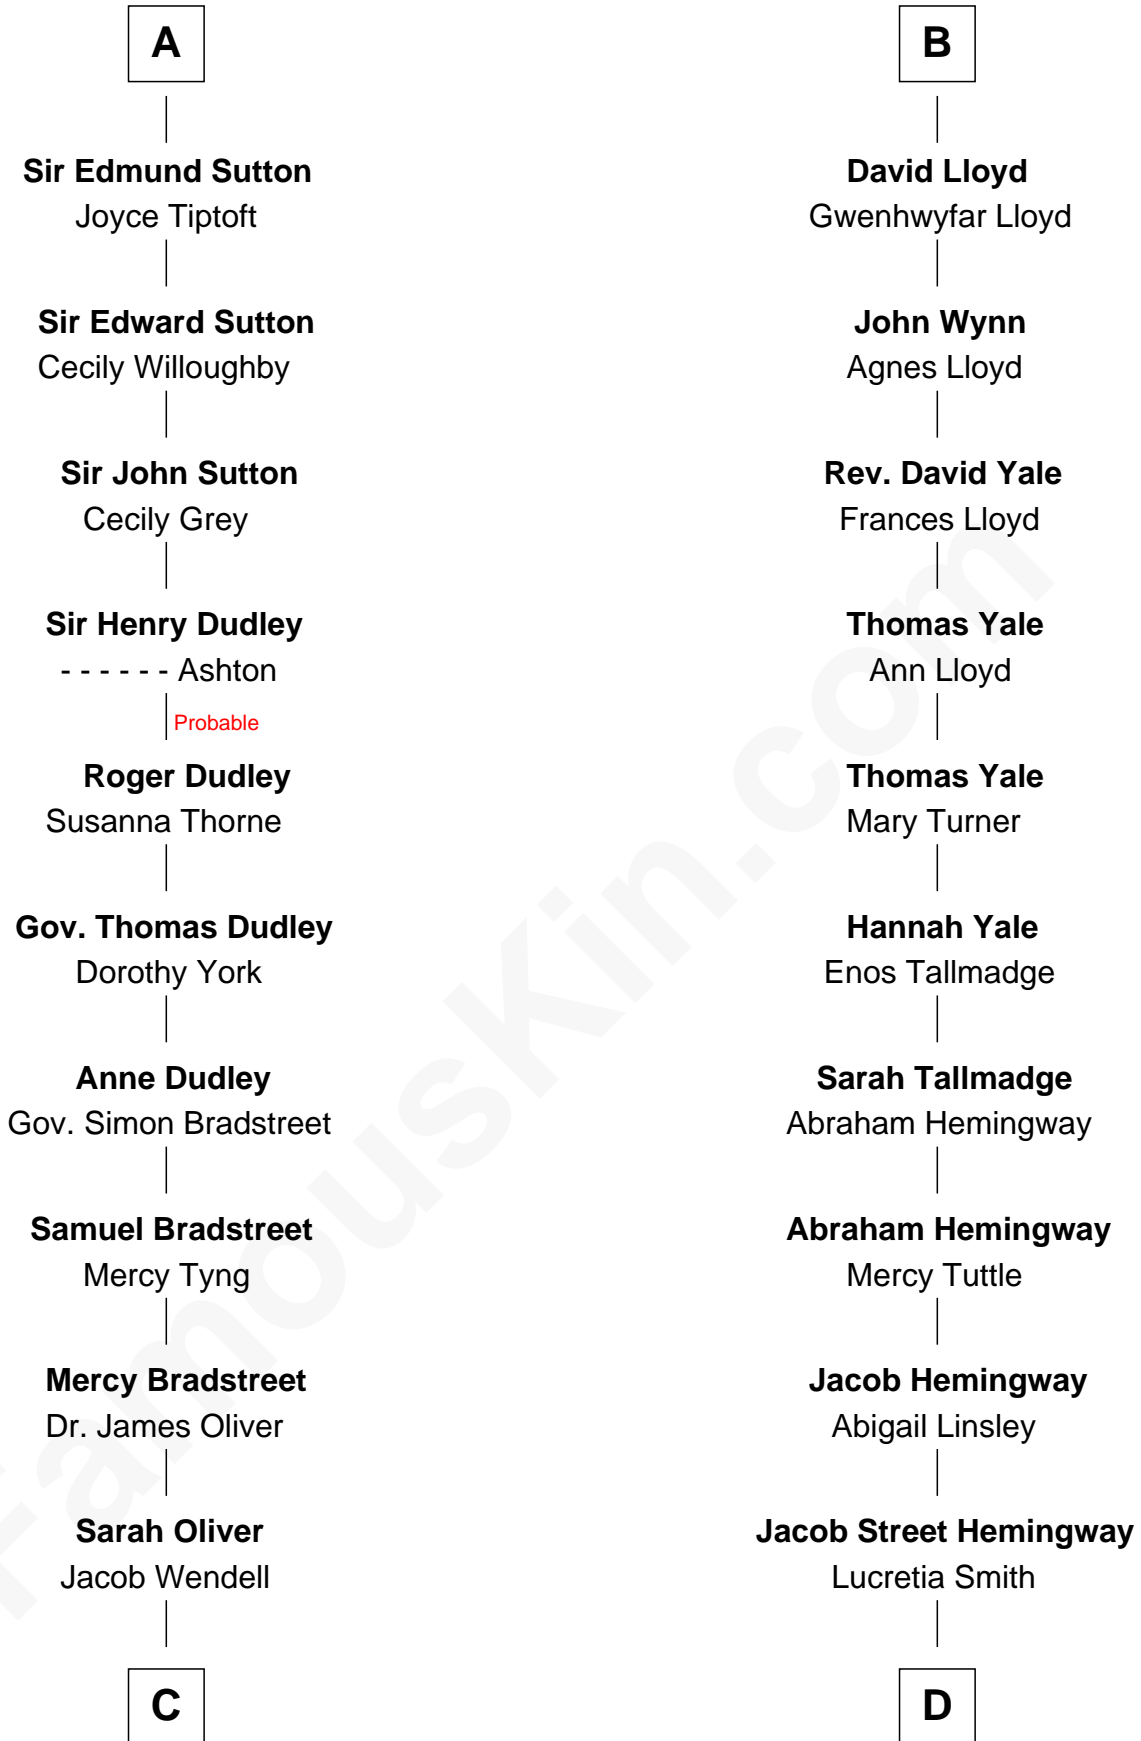 A
Sir Edmund Sutton
Joyce Tiptoft
Sir Edward Sutton
Cecily Willoughby
Sir John Sutton
Cecily Grey
Sir Henry Dudley
- - - - - - Ashton
Probable
Roger Dudley
Susanna Thorne
Gov. Thomas Dudley
Dorothy York
Anne Dudley
Gov. Simon Bradstreet
Samuel Bradstreet
Mercy Tyng
Mercy Bradstreet
Dr. James Oliver
Sarah Oliver
Jacob Wendell
C
B
David Lloyd
Gwenhwyfar Lloyd
John Wynn
Agnes Lloyd
Rev. David Yale
Frances Lloyd
Thomas Yale
Ann Lloyd
Thomas Yale
Mary Turner
Hannah Yale
Enos Tallmadge
Sarah Tallmadge
Abraham Hemingway
Abraham Hemingway
Mercy Tuttle
Jacob Hemingway
Abigail Linsley
Jacob Street Hemingway
Lucretia Smith
D
FamousKin.com